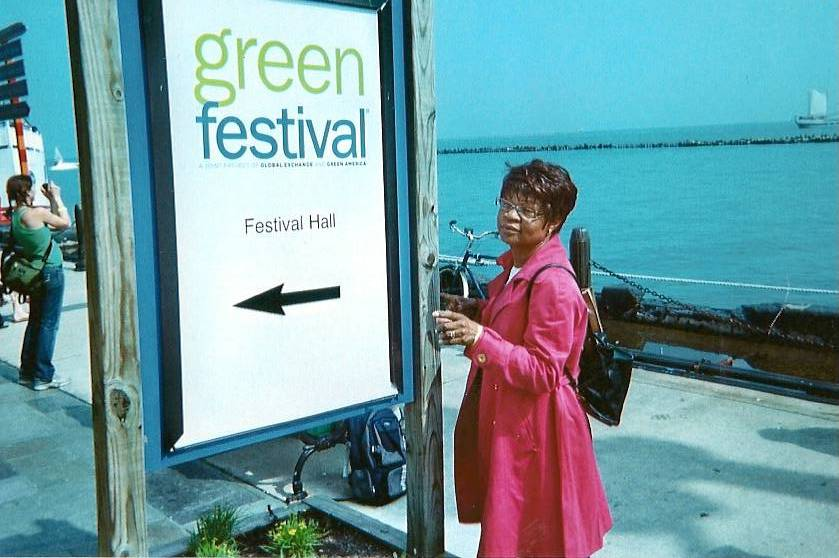 green
festival
A JOINT PROJECT OF GLOBAL EXCHANGE AND GREEN AMERICA
Festival Hall